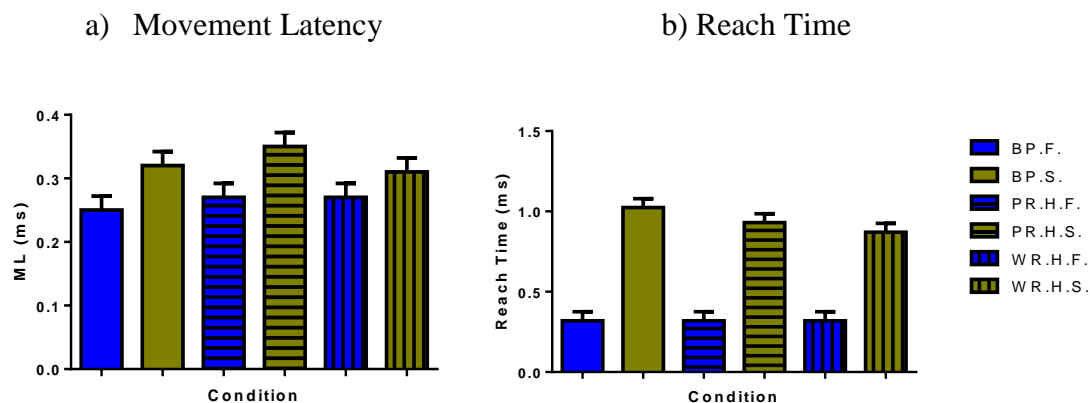 a) Movement Latency
b) Reach Time
ML (ms)
0.4
0.3
0.2
0.1
0.0
Condition
Reach Time (ms)
1.5
1.0
0.5
0.0
Condition
BP.F.
BP.S.
PR.H.F.
PR.H.S.
WR.H.F.
WR.H.S.